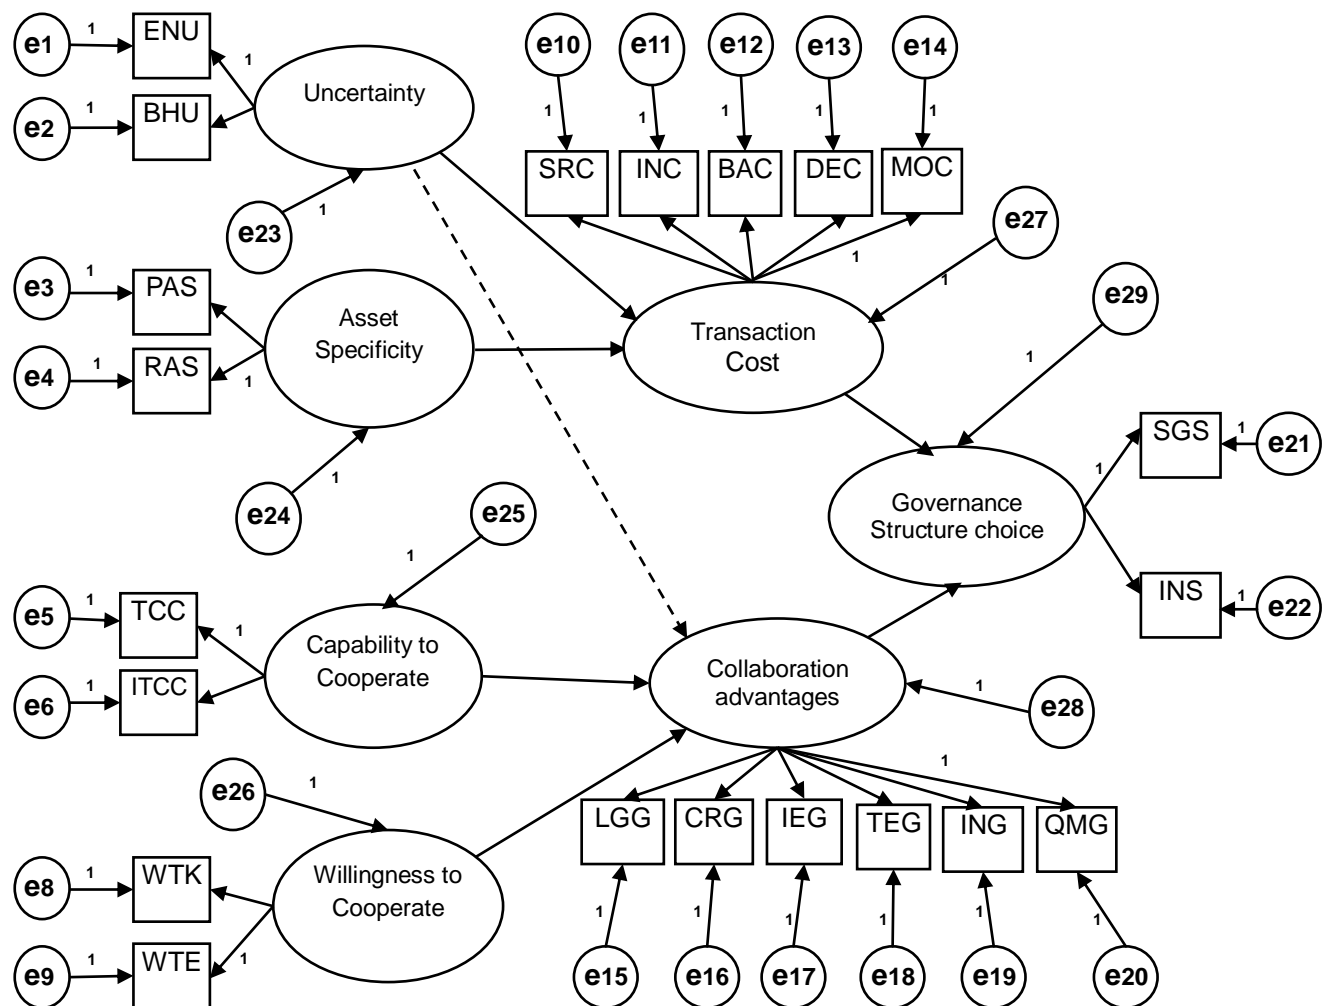 e1
1
ENU
1
e2
1
BHU
Uncertainty
e10
e11
e12
e13
e14
1
1
1
1
1
SRC
INC
BAC
DEC
MOC
e23
1
e27
1
1
e3
1
PAS
e4
1
RAS
1
Asset
Specificity
Transaction
Cost
e29
1
e24
1
e25
1
SGS
1
e21
1
Governance
Structure choice
INS
1
e22
e5
1
TCC
1
e6
1
ITCC
Capability to
Cooperate
Collaboration
advantages
1
e28
e26
1
1
LGG
CRG
IEG
TEG
ING
QMG
e8
1
WTK
e9
1
WTE
1
Willingness to
Cooperate
1
1
1
1
1
1
e15
e16
e17
e18
e19
e20